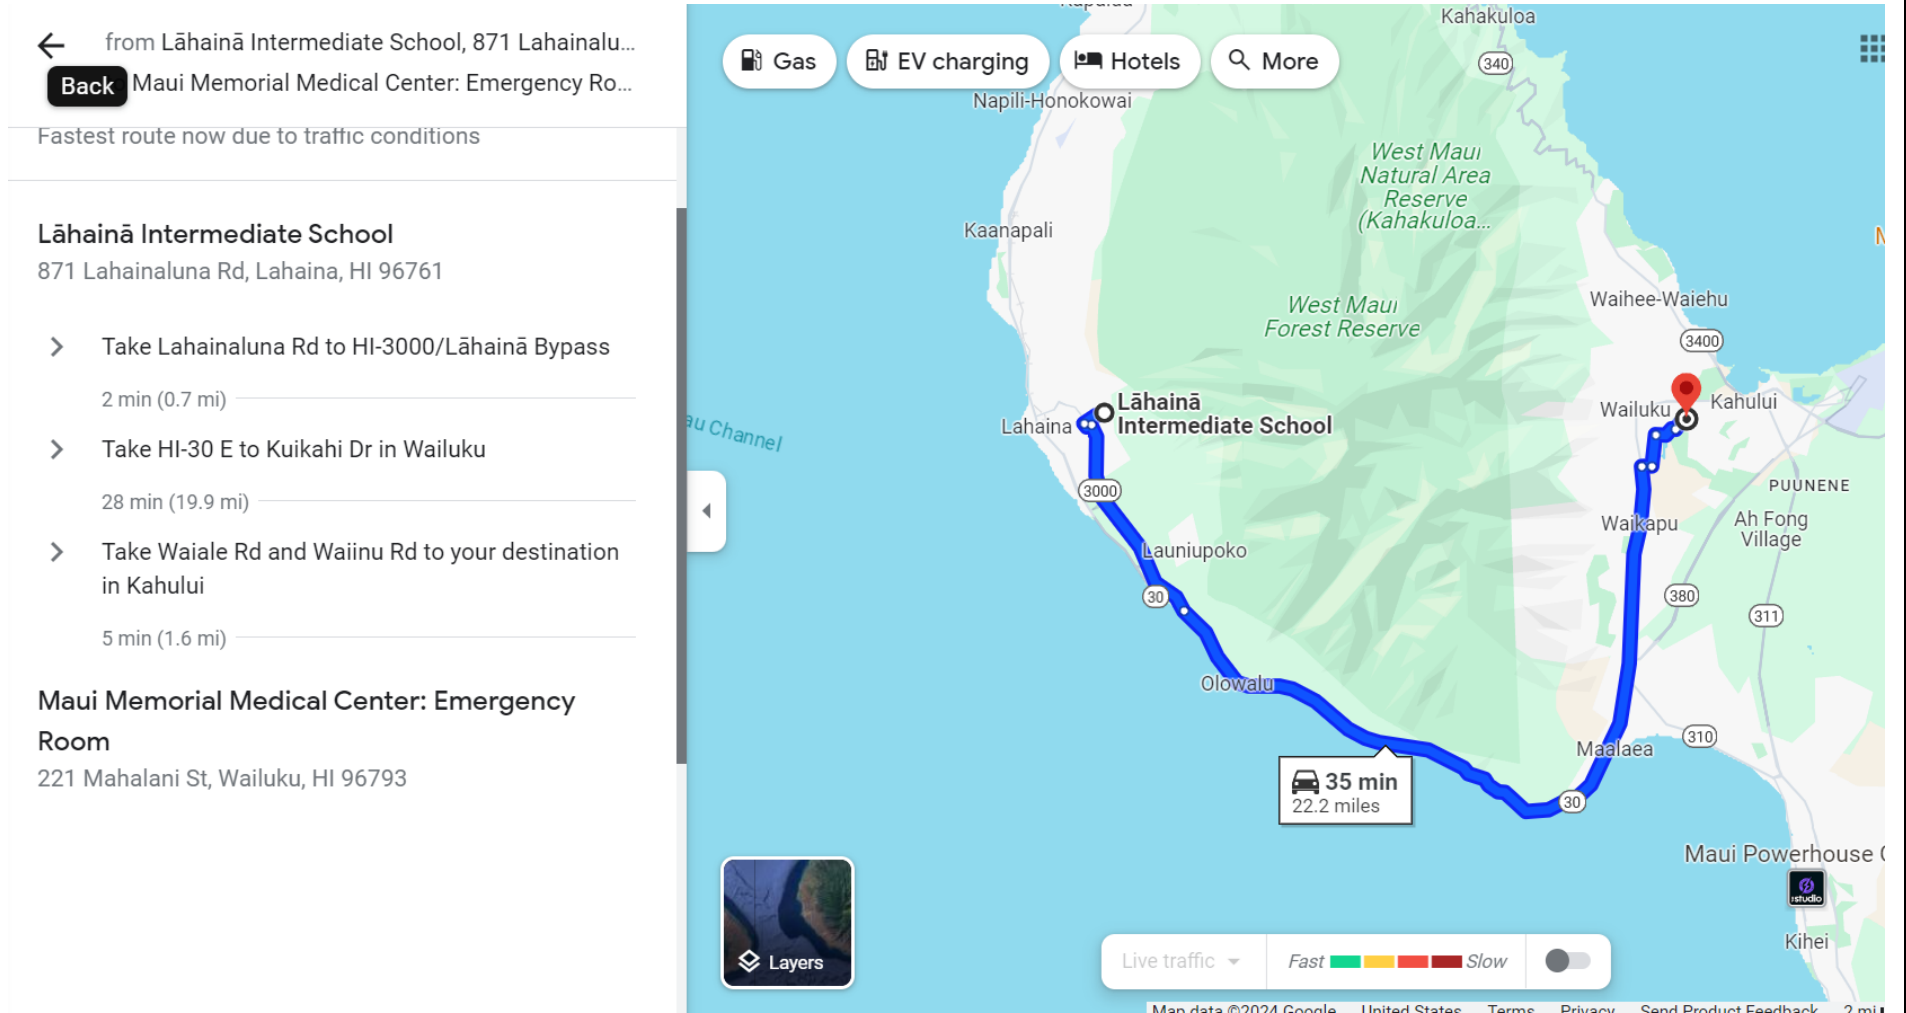 from Lāhainā Intermediate School, 871 Lahainalu...
Back
Maui Memorial Medical Center: Emergency Ro...
Fastest route now due to traffic conditions
Lāhainā Intermediate School
871 Lahainaluna Rd, Lahaina, HI 96761
Take Lahainaluna Rd to HI-3000/Lāhainā Bypass
2 min (0.7 mi)
Take HI-30 E to Kuikahi Dr in Wailuku
28 min (19.9 mi)
Take Waiale Rd and Waiinu Rd to your destination
in Kahului
5 min (1.6 mi)
Maui Memorial Medical Center: Emergency
Room
221 Mahalani St, Wailuku, HI 96793
Gas
EV charging
Hotels
More
Kahakuloa
340
Napili-Honokowai
West Maui
Natural Area
Reserve
(Kahakuloa...
Kaanapali
West Maui
Forest Reserve
Waihee-Waiehu
3400
Lāhainā
Intermediate School
Lahaina
au Channel
Wailuku
Kahului
3000
PUUNENE
Waikapu
Ah Fong
Village
Launiupoko
30
380
311
Olowalu
Maalaea
310
35 min
22.2 miles
30
Maui Powerhouse
studio
Kihei
Layers
Live traffic
Fast
Slow
Map data ©2024 Google United States Terms Privacy Send Product Feedback 2 mi